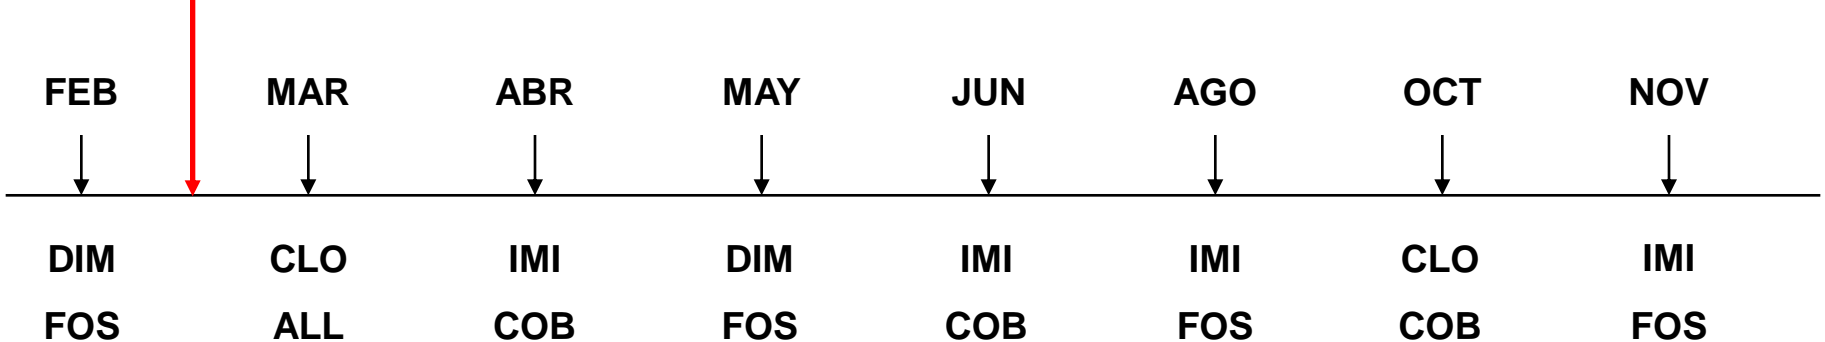 FEB MAR ABR MAY JUN AGO OCT NOV
DIM CLO IMI DIM IMI IMI CLO IMI
FOS ALL COB FOS COB FOS COB FOS